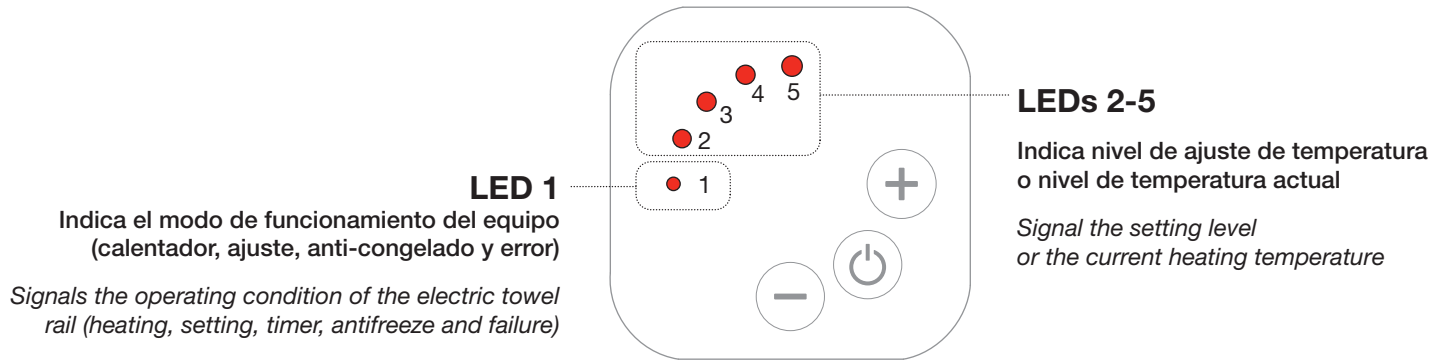 LED 1
Indica el modo de funcionamiento del equipo
(calentador, ajuste, anti-congelado y error)
Signals the operating condition of the electric towel
rail (heating, setting, timer, antifreeze and failure)
5
4
3
2
1
LEDs 2-5
Indica nivel de ajuste de temperatura
o nivel de temperatura actual
Signal the setting level
or the current heating temperature